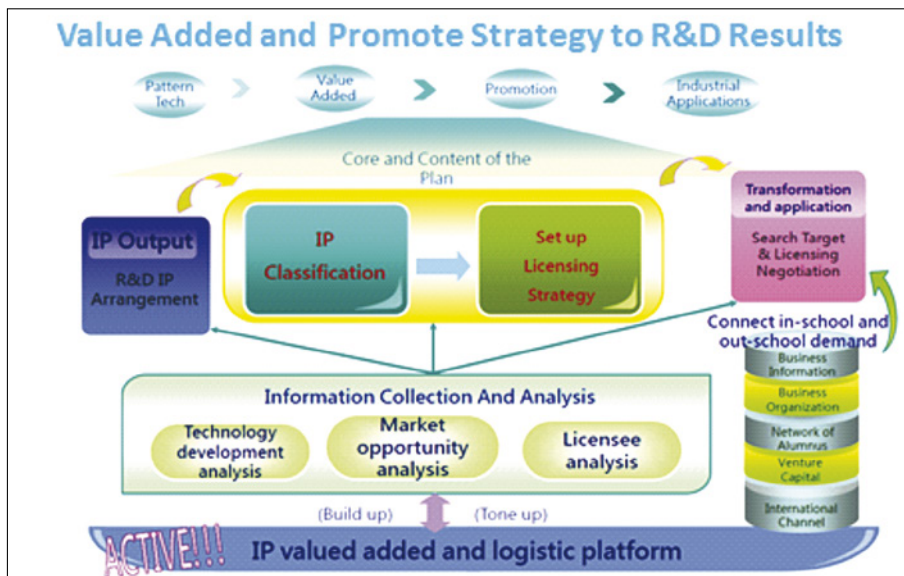 Value Added and Promote Strategy to R&D Results
Pattern
Tech
Value
Added
Promotion
Industrial
Applications
Core and Content of the
Plan
IP Output
R&D IP
Arrangement
IP
Classification
Set up
Licensing
Strategy
Transformation
and application
Search Target
& Licensing
Negotiation
Connect in-school and
out-school demand
Business
Information
Business
Organization
Network of
Alumnus
Venture
Capital
International
Channel
Information Collection And Analysis
Technology
development
analysis
Market
opportunity
analysis
Licensee
analysis
(Build up)
(Tone up)
ACTIVE!!!
IP valued added and logistic platform